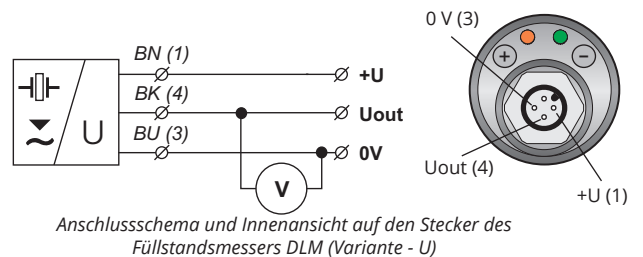 BN (1)
+U
BK (4)
Uout
U
BU (3)
0V
V
0 V (3)
+
−
Uout (4)
+U (1)
Anschlussschema und Innenansicht auf den Stecker des
Füllstandsmessers DLM (Variante - U)